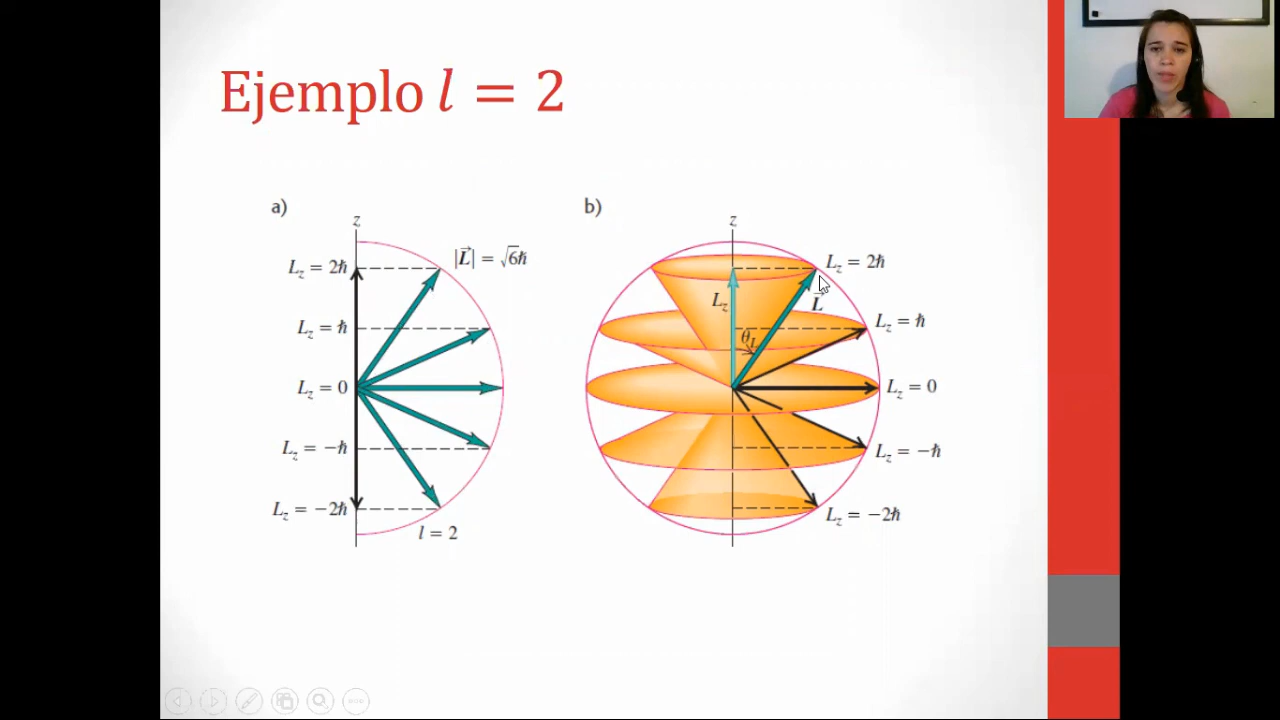 Ejemplo l = 2
a)
z
|L⃗| = √6ħ
L_z = 2ħ
L_z = ħ
L_z = 0
L_z = −ħ
L_z = −2ħ
l = 2
b)
z
L_z = 2ħ
L_z
L⃗
θ_L
L_z = ħ
L_z = 0
L_z = −ħ
L_z = −2ħ